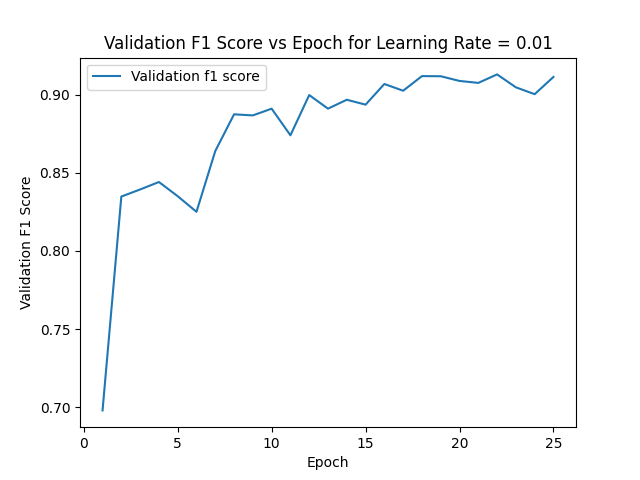 Validation F1 Score vs Epoch for Learning Rate = 0.01
Validation f1 score
Validation F1 Score
0.90
0.85
0.80
0.75
0.70
0 5 10 15 20 25
Epoch